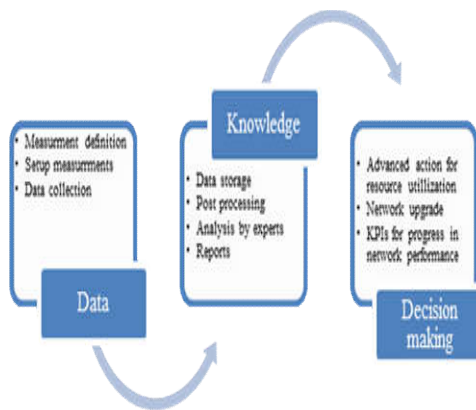 • Measurment definition
• Setup measurments
• Data collection
Data
Knowledge
• Data storage
• Post processing
• Analysis by experts
• Reports
• Advanced action for
resource utillization
• Network upgrade
• KPIs for progress in
network performance
Decision
making